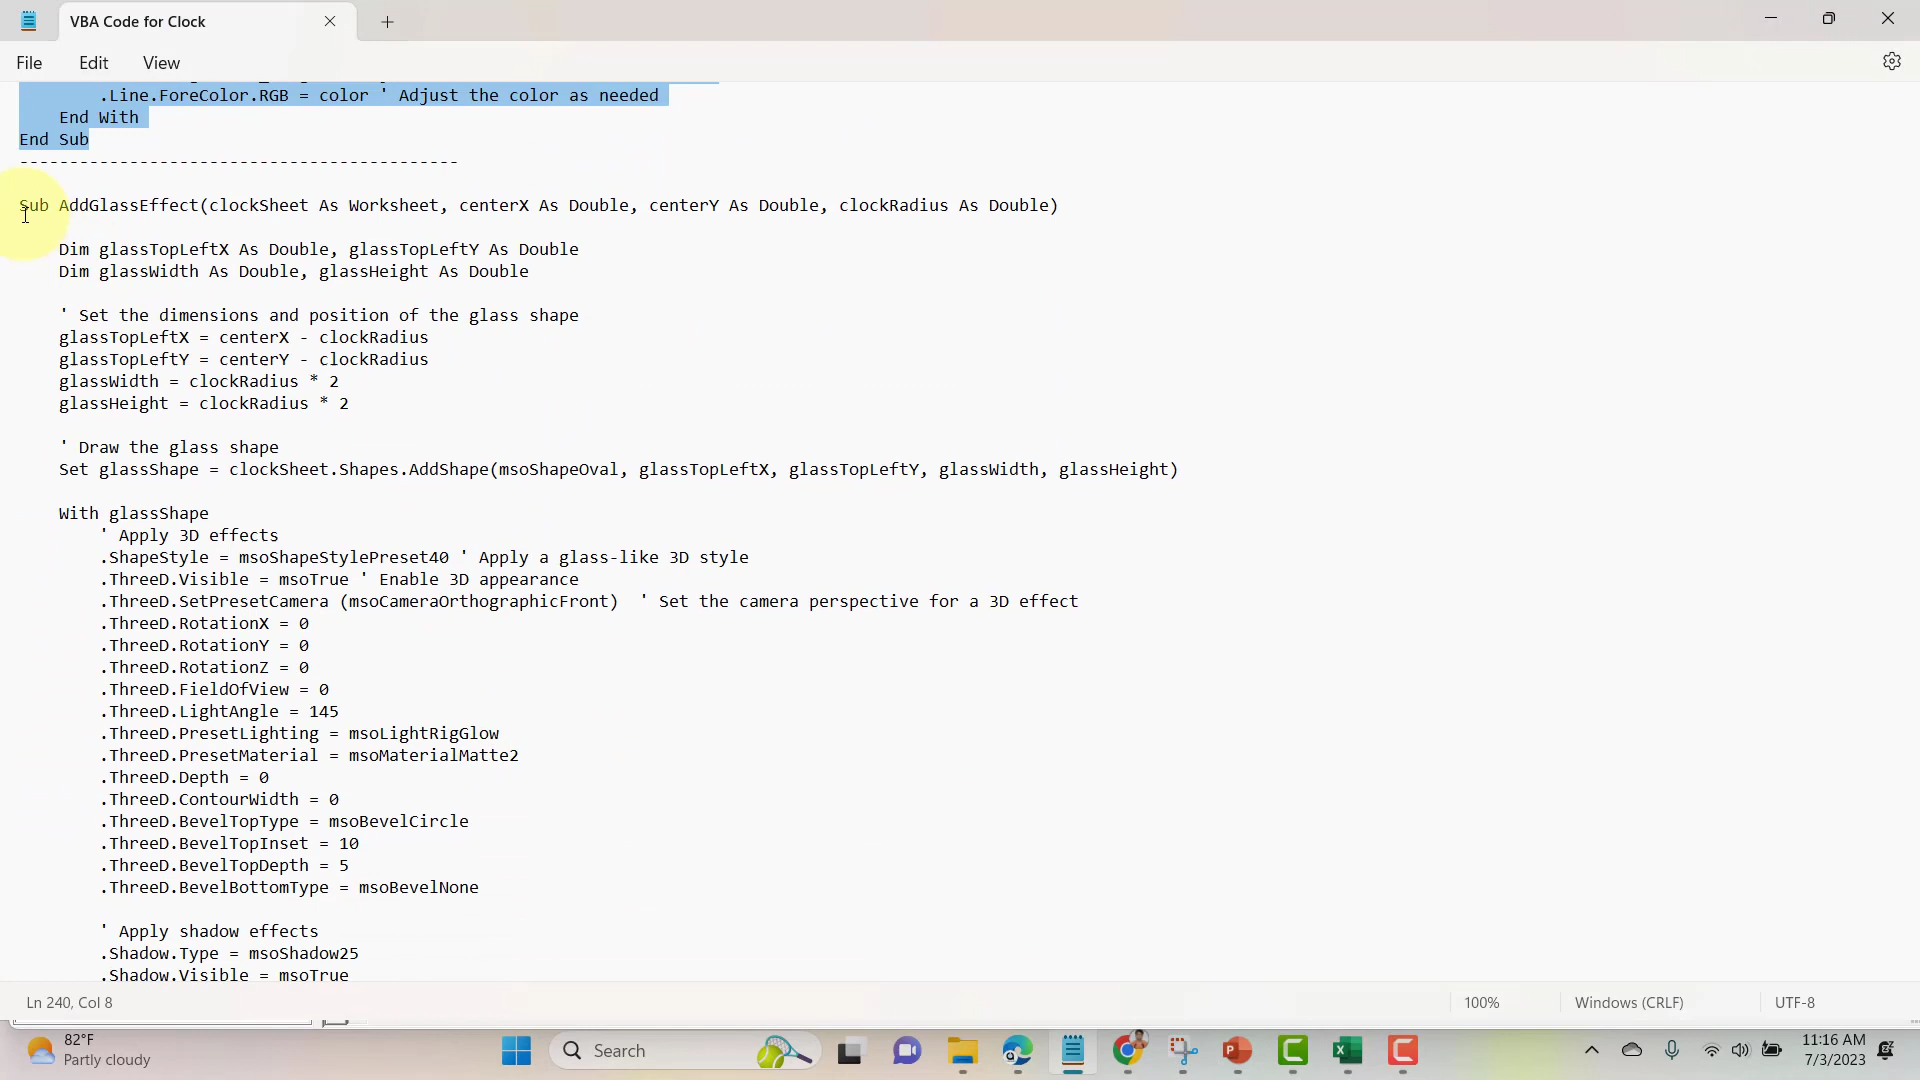 VBA Code for Clock
File Edit View
.Line.ForeColor.RGB = color ' Adjust the color as needed
End With
End Sub
--------------------------------------------
Sub AddGlassEffect(clockSheet As Worksheet, centerX As Double, centerY As Double, clockRadius As Double)
Dim glassTopLeftX As Double, glassTopLeftY As Double
Dim glassWidth As Double, glassHeight As Double
' Set the dimensions and position of the glass shape
glassTopLeftX = centerX - clockRadius
glassTopLeftY = centerY - clockRadius
glassWidth = clockRadius * 2
glassHeight = clockRadius * 2
' Draw the glass shape
Set glassShape = clockSheet.Shapes.AddShape(msoShapeOval, glassTopLeftX, glassTopLeftY, glassWidth, glassHeight)
With glassShape
' Apply 3D effects
.ShapeStyle = msoShapeStylePreset40 ' Apply a glass-like 3D style
.ThreeD.Visible = msoTrue ' Enable 3D appearance
.ThreeD.SetPresetCamera (msoCameraOrthographicFront)  ' Set the camera perspective for a 3D effect
.ThreeD.RotationX = 0
.ThreeD.RotationY = 0
.ThreeD.RotationZ = 0
.ThreeD.FieldOfView = 0
.ThreeD.LightAngle = 145
.ThreeD.PresetLighting = msoLightRigGlow
.ThreeD.PresetMaterial = msoMaterialMatte2
.ThreeD.Depth = 0
.ThreeD.ContourWidth = 0
.ThreeD.BevelTopType = msoBevelCircle
.ThreeD.BevelTopInset = 10
.ThreeD.BevelTopDepth = 5
.ThreeD.BevelBottomType = msoBevelNone
' Apply shadow effects
.Shadow.Type = msoShadow25
.Shadow.Visible = msoTrue
Ln 240, Col 8 100% Windows (CRLF) UTF-8
82°F
Partly cloudy
Search
11:16 AM
7/3/2023